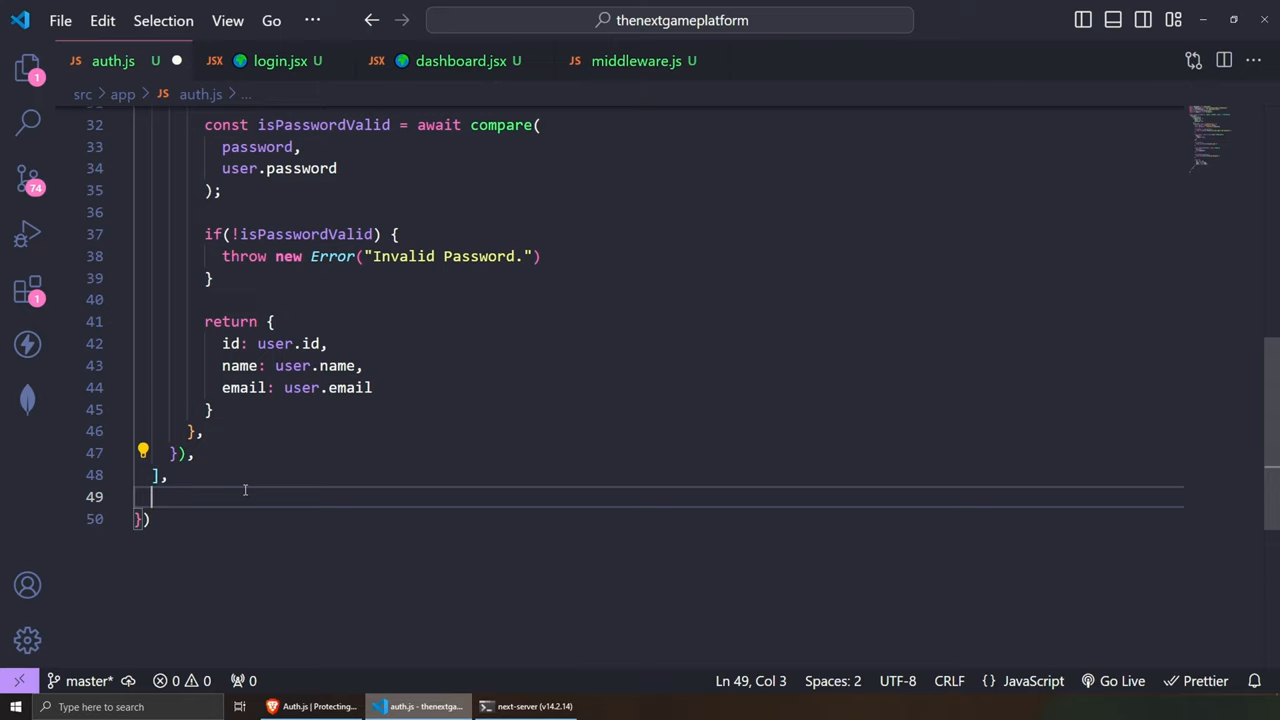 File Edit Selection View Go ··· thenextgameplatform
JS auth.js U JSX login.jsx U JSX dashboard.jsx U JS middleware.js U ···
src > app > JS auth.js > ...
1
32 const isPasswordValid = await compare(
33 password,
34 user.password
74
35 );
36
37 if(!isPasswordValid) {
38 throw new Error("Invalid Password.")
39 }
1
40
41 return {
42 id: user.id,
43 name: user.name,
44 email: user.email
45 }
46 },
47 }),
48 ],
49
50 })
master* 0 0 0 Ln 49, Col 3 Spaces: 2 UTF-8 CRLF {} JavaScript Go Live Prettier
Type here to search Auth.js | Protecting... auth.js - thenextga... next-server (v14.2.14)